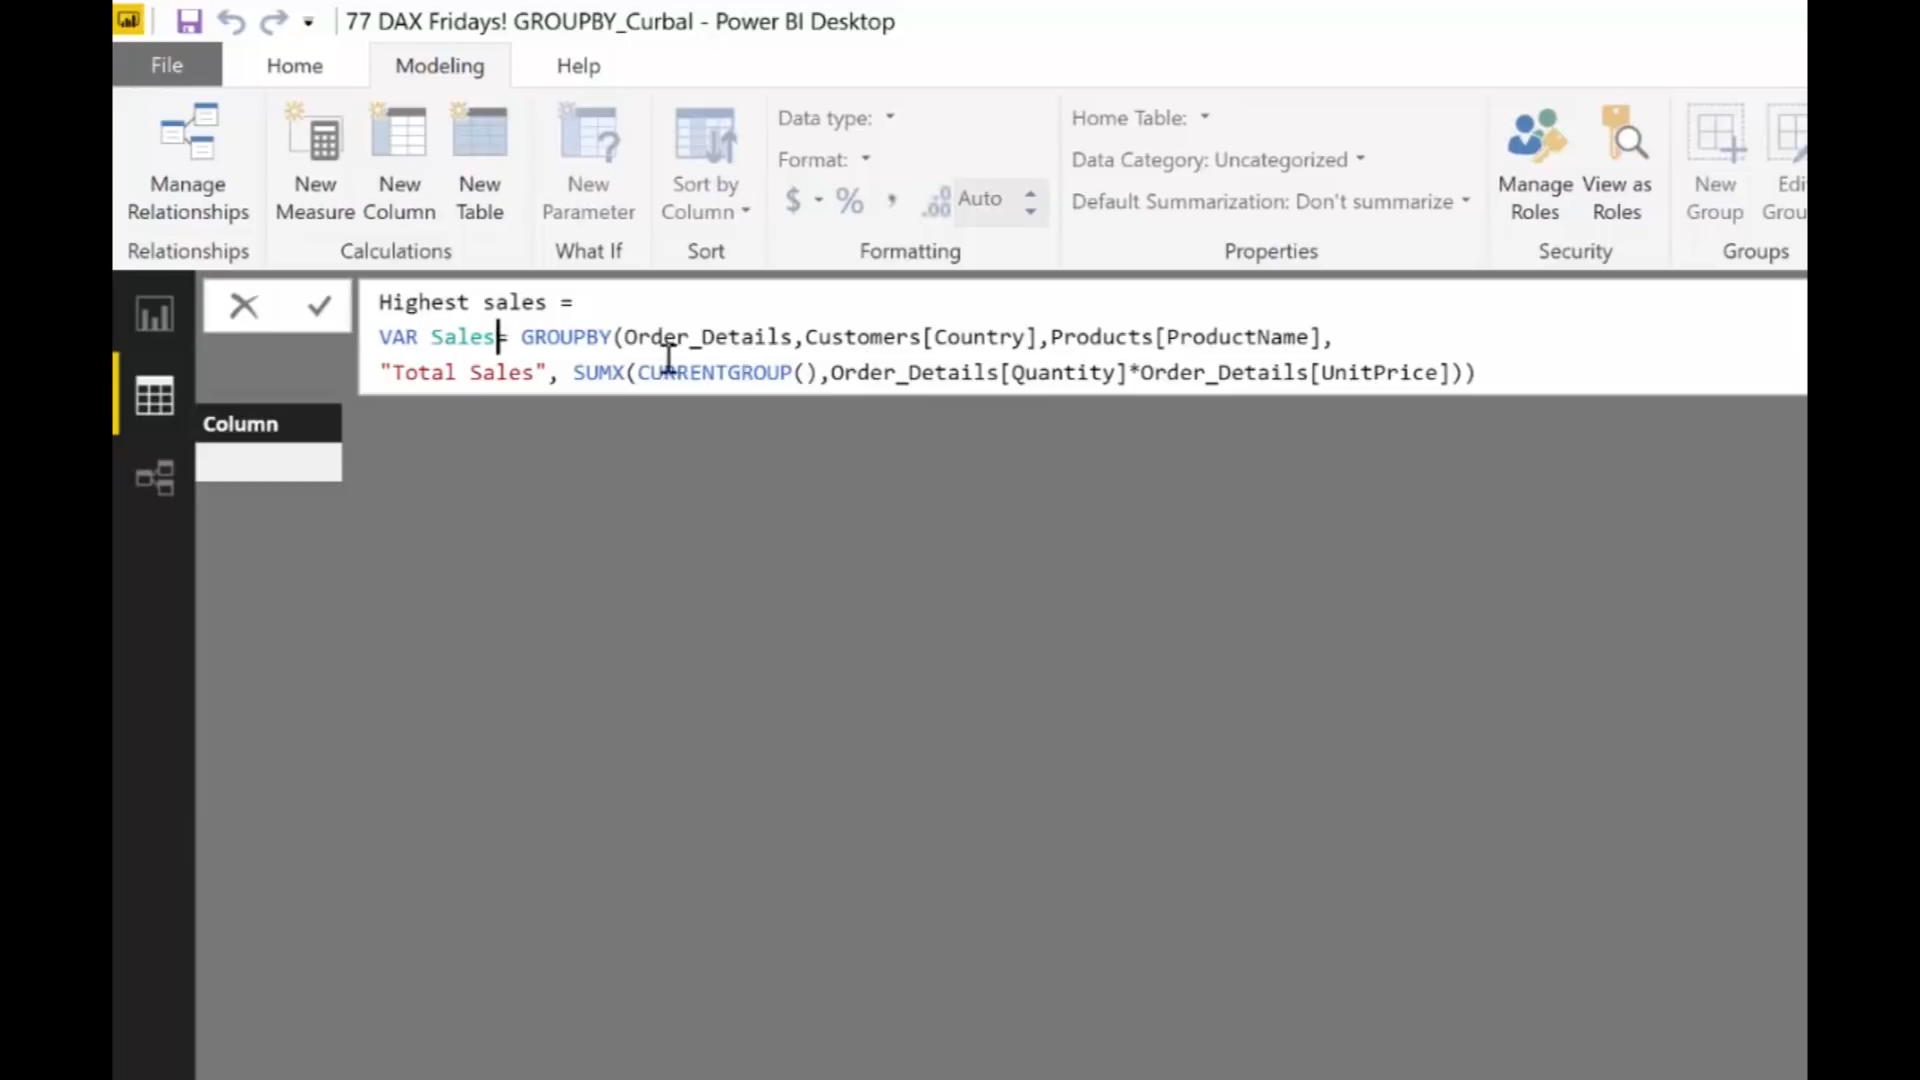 77 DAX Fridays! GROUPBY_Curbal - Power BI Desktop
File Home Modeling Help
Manage Relationships
New Measure
New Column
New Table
New Parameter
Sort by Column
Data type:
Format:
$ % , .00 Auto
Home Table:
Data Category: Uncategorized
Default Summarization: Don't summarize
Manage Roles
View as Roles
New Group
Edi
Grou
Relationships Calculations What If Sort Formatting Properties Security Groups
Highest sales =
VAR Sales= GROUPBY(Order_Details,Customers[Country],Products[ProductName],
"Total Sales", SUMX(CURRENTGROUP(),Order_Details[Quantity]*Order_Details[UnitPrice]))
Column